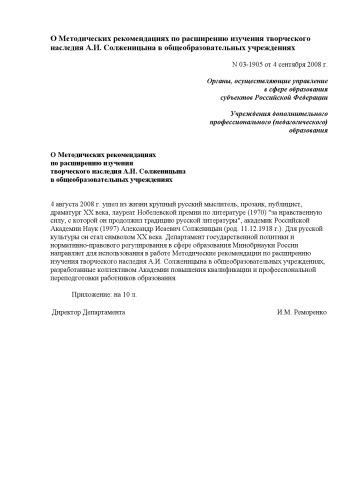 О Методических рекомендациях по расширению изучения творческого
наследия А.И. Солженицына в общеобразовательных учреждениях
N 03-1905 от 4 сентября 2008 г.
Органы, осуществляющие управление
в сфере образования
субъектов Российской Федерации
Учреждения дополнительного
профессионального (педагогического)
образования
О Методических рекомендациях
по расширению изучения
творческого наследия А.И. Солженицына
в общеобразовательных учреждениях
4 августа 2008 г. ушел из жизни крупный русский мыслитель, прозаик, публицист,
драматург XX века, лауреат Нобелевской премии по литературе (1970) "за нравственную
силу, с которой он продолжил традицию русской литературы", академик Российской
Академии Наук (1997) Александр Исаевич Солженицын (род. 11.12.1918 г.). Для русской
культуры он стал символом XX века. Департамент государственной политики и
нормативно-правового регулирования в сфере образования Минобрнауки России
направляет для использования в работе Методические рекомендации по расширению
изучения творческого наследия А.И. Солженицына в общеобразовательных учреждениях,
разработанные коллективом Академии повышения квалификации и профессиональной
переподготовки работников образования.
Приложение: на 10 л.
Директор Департамента И.М. Реморенко